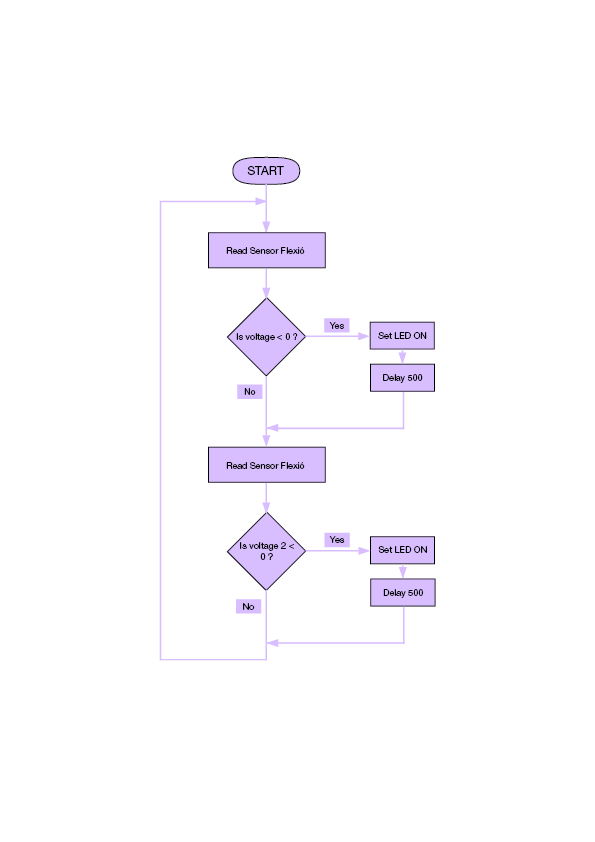 START
Read Sensor Flexió
Is voltage < 0 ?
Yes
Set LED ON
Delay 500
No
Read Sensor Flexió
Is voltage 2 <
0 ?
Yes
Set LED ON
Delay 500
No